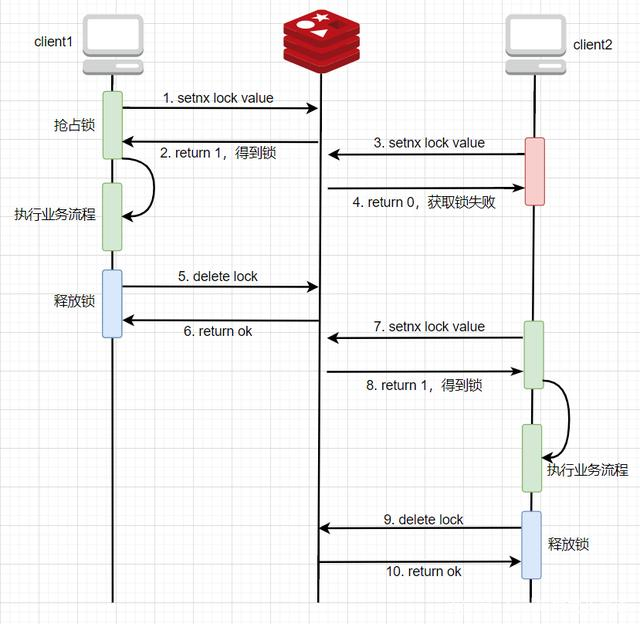 client1
client2
1. setnx lock value
抢占锁
2. return 1，得到锁
3. setnx lock value
4. return 0，获取锁失败
执行业务流程
5. delete lock
释放锁
6. return ok
7. setnx lock value
8. return 1，得到锁
执行业务流程
9. delete lock
释放锁
10. return ok